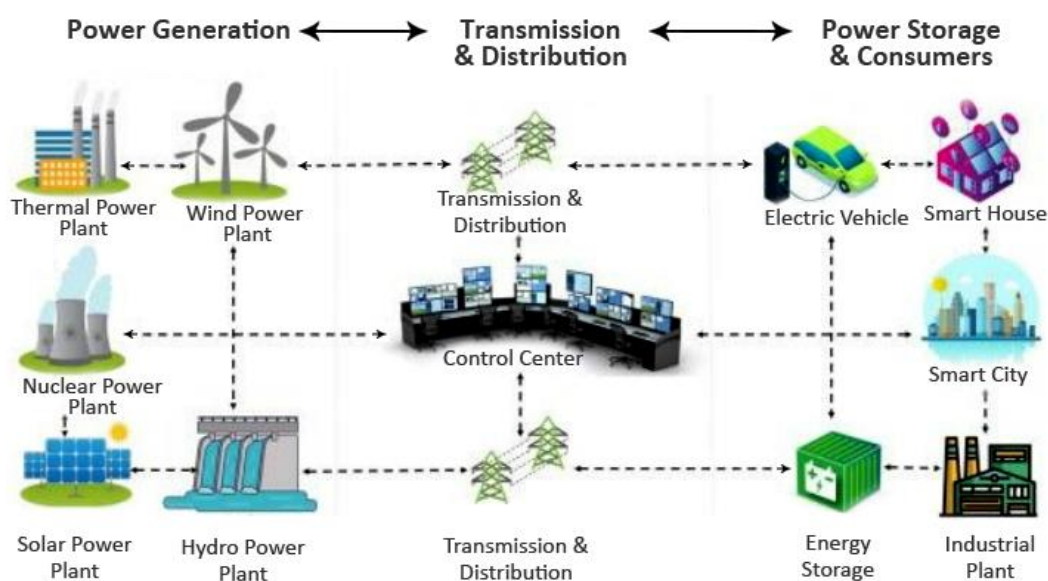 Power Generation
Transmission
& Distribution
Power Storage
& Consumers
Thermal Power
Plant
Wind Power
Plant
Transmission &
Distribution
Electric Vehicle
Smart House
Nuclear Power
Plant
Control Center
Smart City
Solar Power
Plant
Hydro Power
Plant
Transmission &
Distribution
Energy
Storage
Industrial
Plant